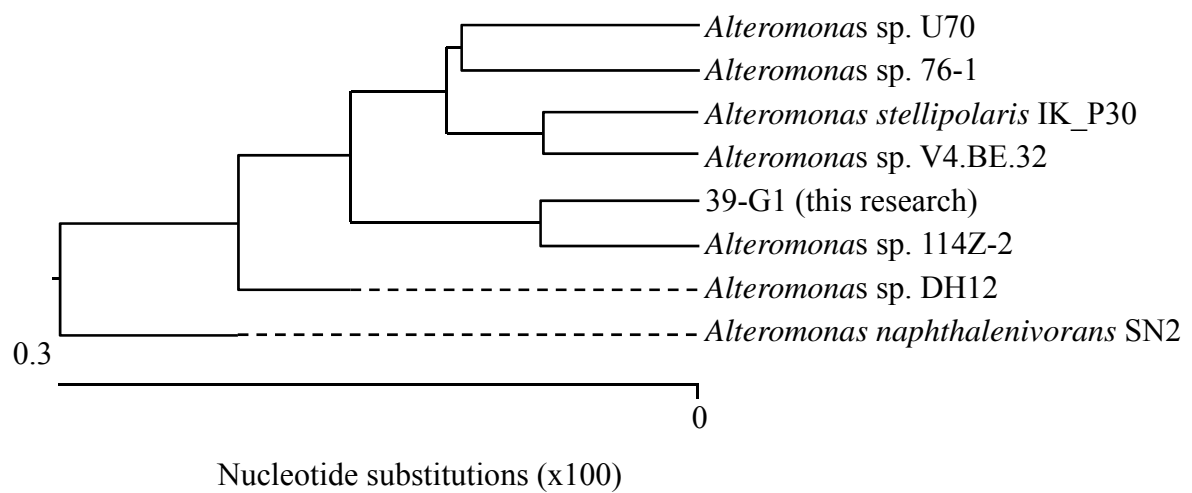 Alteromonas sp. U70
Alteromonas sp. 76-1
Alteromonas stellipolaris IK_P30
Alteromonas sp. V4.BE.32
39-G1 (this research)
Alteromonas sp. 114Z-2
Alteromonas sp. DH12
Alteromonas naphthalenivorans SN2
0.3
0
Nucleotide substitutions (x100)